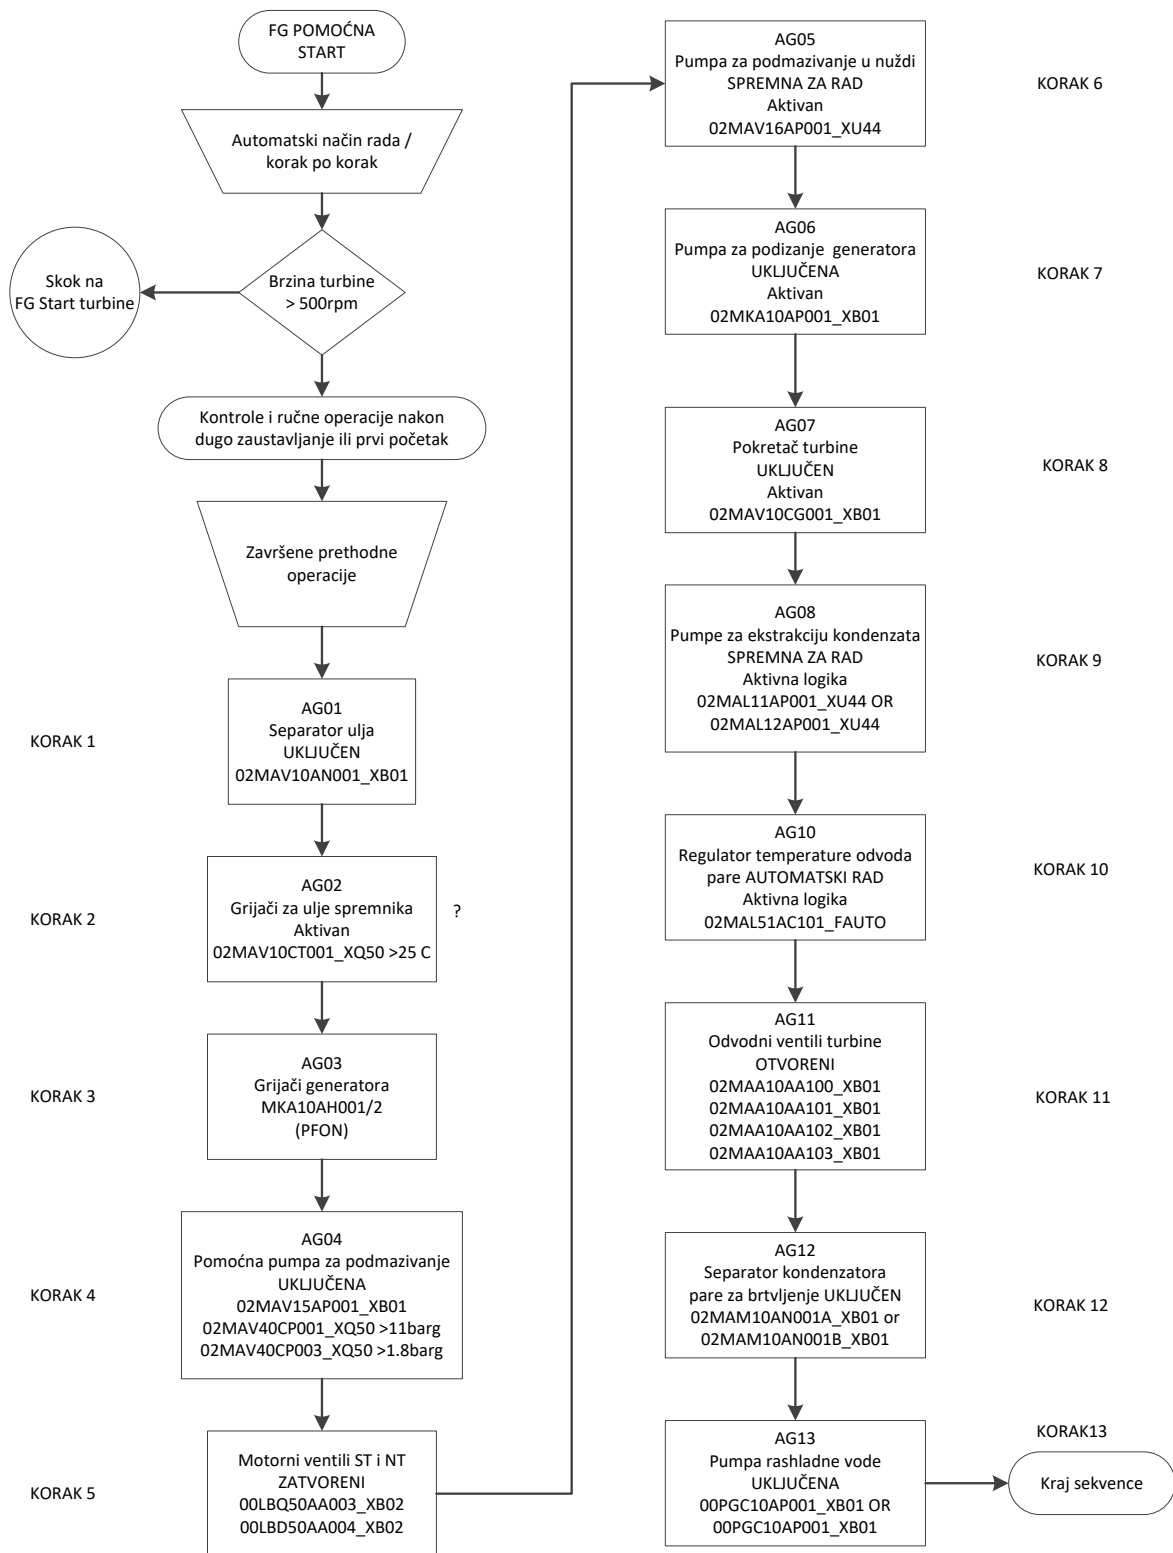 FG POMOĆNA
START
Automatski način rada /
korak po korak
Brzina turbine
> 500rpm
Skok na
FG Start turbine
Kontrole i ručne operacije nakon
dugo zaustavljanje ili prvi početak
Završene prethodne
operacije
KORAK 1
AG01
Separator ulja
UKLJUČEN
02MAV10AN001_XB01
KORAK 2
AG02
Grijači za ulje spremnika
Aktivan
02MAV10CT001_XQ50 >25 C
?
KORAK 3
AG03
Grijači generatora
MKA10AH001/2
(PFON)
KORAK 4
AG04
Pomoćna pumpa za podmazivanje
UKLJUČENA
02MAV15AP001_XB01
02MAV40CP001_XQ50 >11barg
02MAV40CP003_XQ50 >1.8barg
KORAK 5
Motorni ventili ST i NT
ZATVORENI
00LBQ50AA003_XB02
00LBD50AA004_XB02
AG05
Pumpa za podmazivanje u nuždi
SPREMNA ZA RAD
Aktivan
02MAV16AP001_XU44
KORAK 6
AG06
Pumpa za podizanje generatora
UKLJUČENA
Aktivan
02MKA10AP001_XB01
KORAK 7
AG07
Pokretač turbine
UKLJUČEN
Aktivan
02MAV10CG001_XB01
KORAK 8
AG08
Pumpe za ekstrakciju kondenzata
SPREMNA ZA RAD
Aktivna logika
02MAL11AP001_XU44 OR
02MAL12AP001_XU44
KORAK 9
AG10
Regulator temperature odvoda
pare AUTOMATSKI RAD
Aktivna logika
02MAL51AC101_FAUTO
KORAK 10
AG11
Odvodni ventili turbine
OTVORENI
02MAA10AA100_XB01
02MAA10AA101_XB01
02MAA10AA102_XB01
02MAA10AA103_XB01
KORAK 11
AG12
Separator kondenzatora
pare za brtvljenje UKLJUČEN
02MAM10AN001A_XB01 or
02MAM10AN001B_XB01
KORAK 12
AG13
Pumpa rashladne vode
UKLJUČENA
00PGC10AP001_XB01 OR
00PGC10AP001_XB01
KORAK13
Kraj sekvence